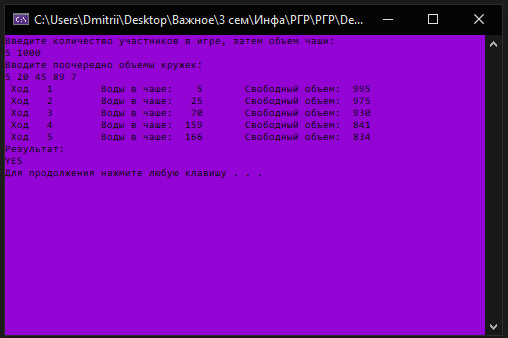 C:\Users\Dmitrii\Desktop\Важное\3 сем\Инфа\РГР\РГР\De...
Введите количество участников в игре, затем объем чаши:
5 1000
Вводите поочередно объемы кружек:
5 20 45 89 7
Ход 1 Воды в чаше: 5 Свободный объем: 995
Ход 2 Воды в чаше: 25 Свободный объем: 975
Ход 3 Воды в чаше: 70 Свободный объем: 930
Ход 4 Воды в чаше: 159 Свободный объем: 841
Ход 5 Воды в чаше: 166 Свободный объем: 834
Результат:
YES
Для продолжения нажмите любую клавишу . . .